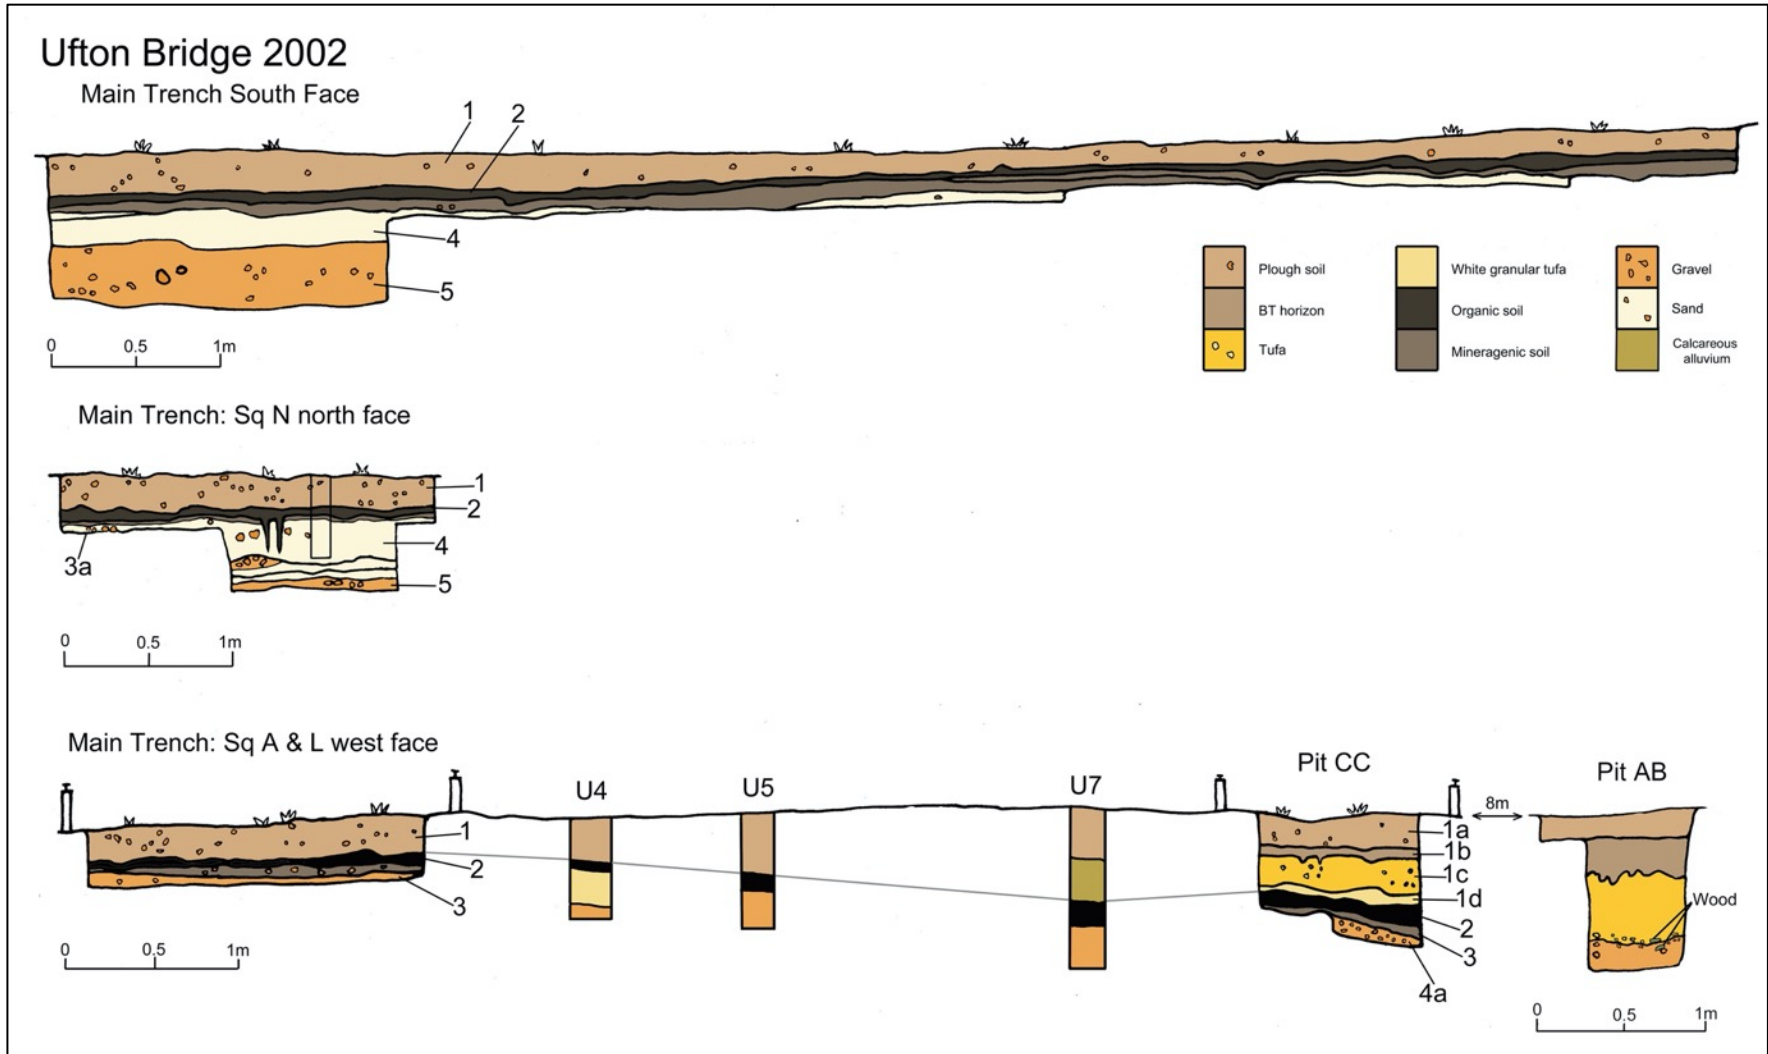 Ufton Bridge 2002
Main Trench South Face
1
2
4
5
0 0.5 1m
Plough soil
BT horizon
Tufa
White granular tufa
Organic soil
Mineragenic soil
Gravel
Sand
Calcareous
alluvium
Main Trench: Sq N north face
1
2
3a
4
5
0 0.5 1m
Main Trench: Sq A & L west face
1
2
3
U4
U5
U7
Pit CC
1a
1b
1c
1d
2
3
4a
8m
Pit AB
Wood
0 0.5 1m
0 0.5 1m